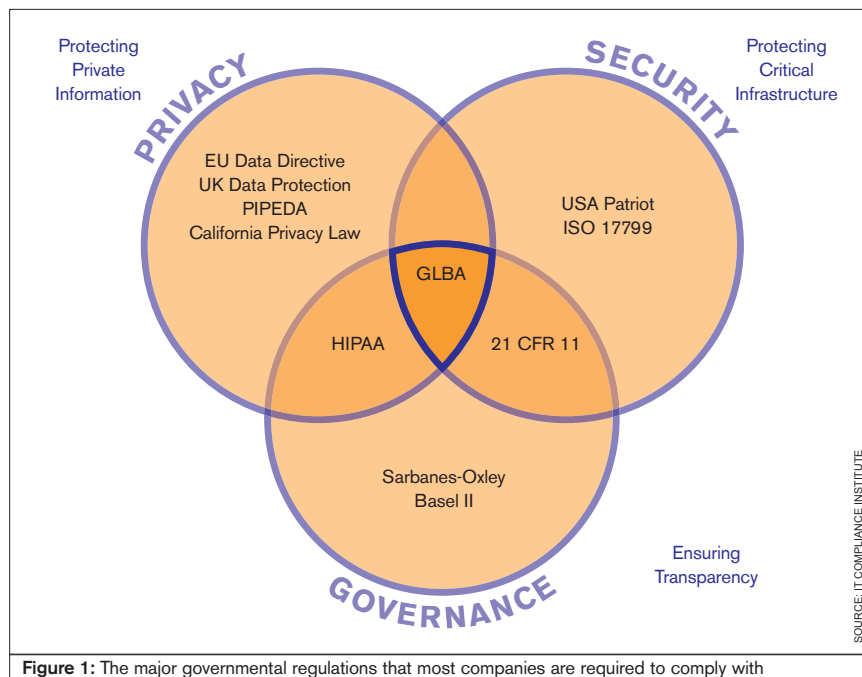 Protecting
Private
Information
PRIVACY
SECURITY
Protecting
Critical
Infrastructure
EU Data Directive
UK Data Protection
PIPEDA
California Privacy Law
USA Patriot
ISO 17799
GLBA
HIPAA
21 CFR 11
Sarbanes-Oxley
Basel II
GOVERNANCE
Ensuring
Transparency
SOURCE: IT COMPLIANCE INSTITUTE
Figure 1: The major governmental regulations that most companies are required to comply with